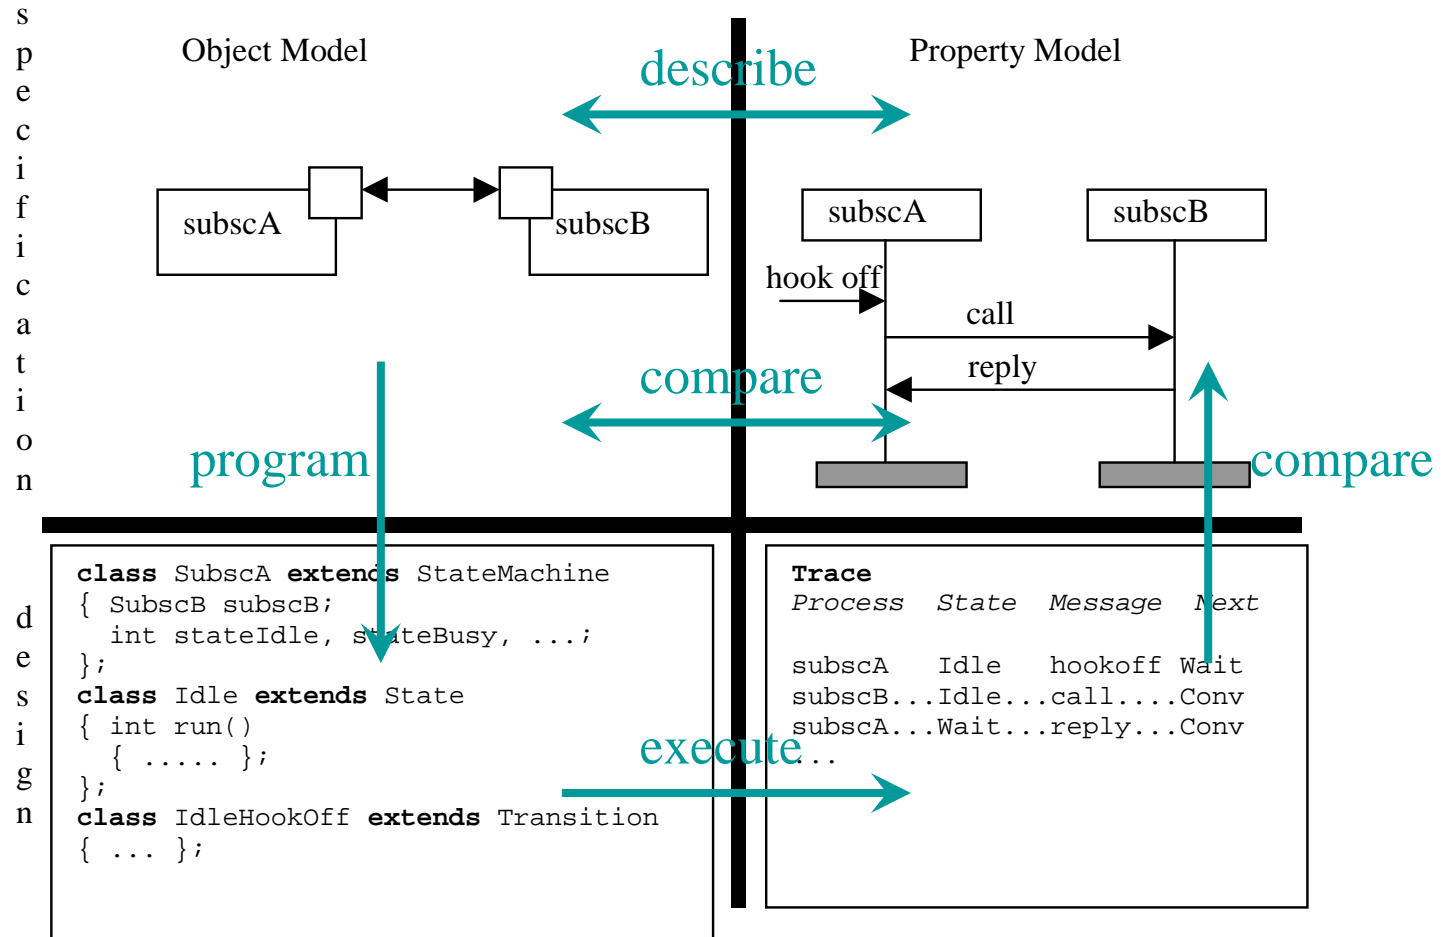 specification
Object Model
Property Model
describe
subscA
subscB
subscA
subscB
hook off
call
reply
compare
program
compare
design
class SubscA extends StateMachine
{ SubscB subscB;
int stateIdle, stateBusy, ...;
};
class Idle extends State
{ int run()
{ ..... };
};
class IdleHookOff extends Transition
{ ... };
execute
Trace
Process State Message Next
subscA Idle hookoff Wait
subscB...Idle...call....Conv
subscA...Wait...reply...Conv
...